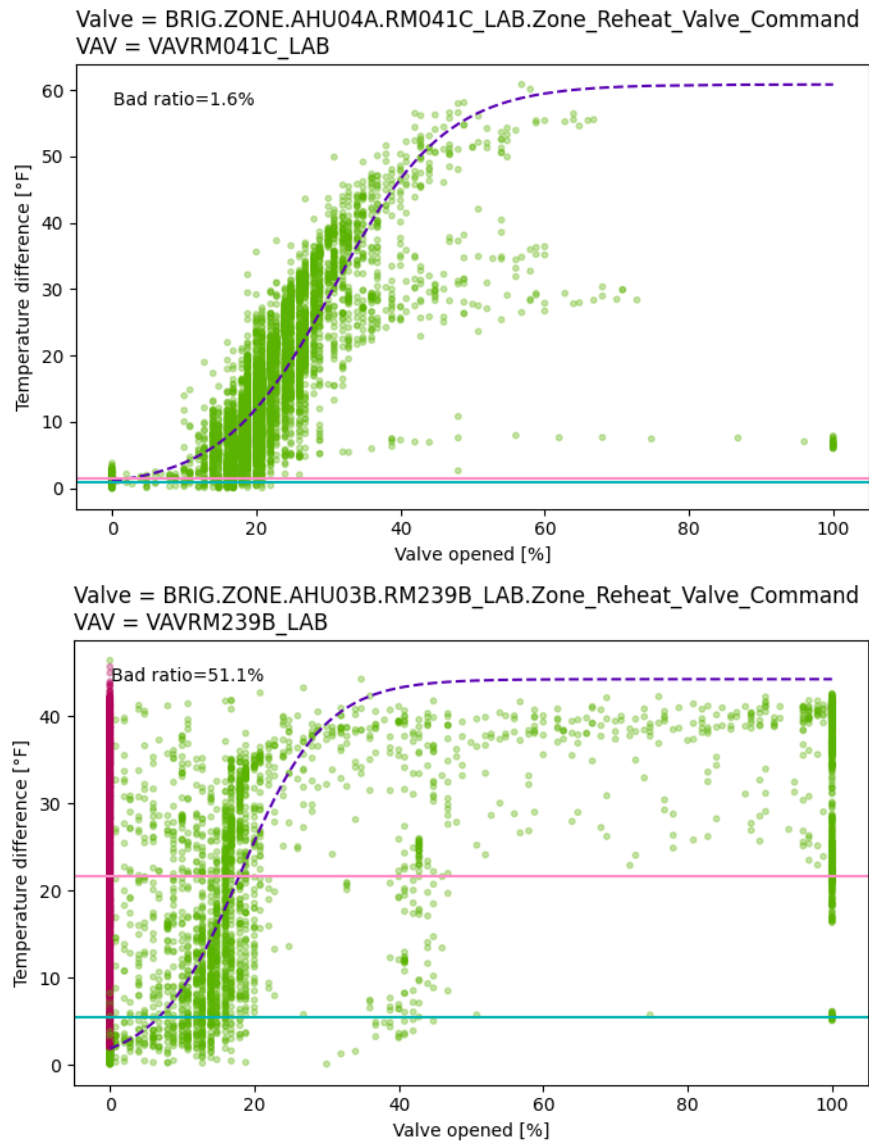 Valve = BRIG.ZONE.AHU04A.RM041C_LAB.Zone_Reheat_Valve_Command
VAV = VAVRM041C_LAB
Bad ratio=1.6%
Temperature difference [°F]
60
50
40
30
20
10
0
0 20 40 60 80 100
Valve opened [%]
Valve = BRIG.ZONE.AHU03B.RM239B_LAB.Zone_Reheat_Valve_Command
VAV = VAVRM239B_LAB
Bad ratio=51.1%
Temperature difference [°F]
40
30
20
10
0
0 20 40 60 80 100
Valve opened [%]